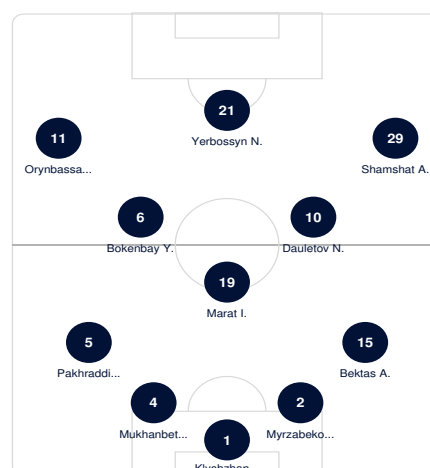 21
Yerbossyn N.
11
29
Orynbassa...
Shamshat A.
6
10
Bokenbay Y.
Dauletov N.
19
Marat I.
5
15
Pakhraddi...
Bektas A.
4
2
Mukhanbet...
Myrzabeko...
1